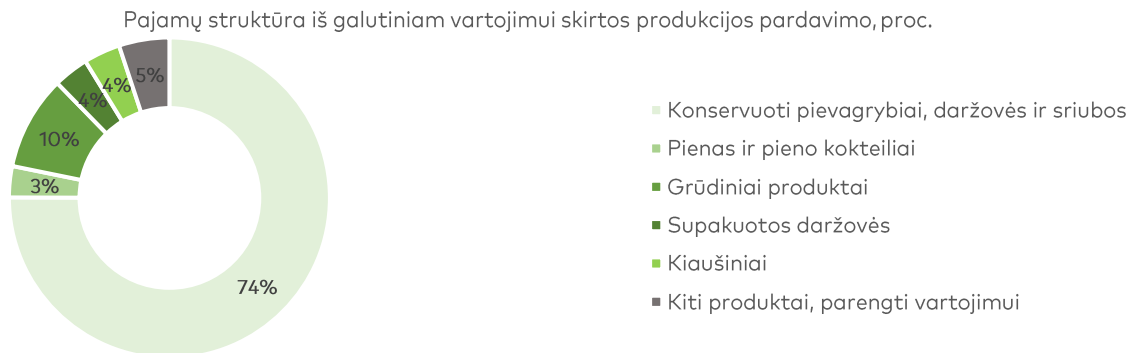 Pajamų struktūra iš galutiniam vartojimui skirtos produkcijos pardavimo, proc.
5%
4%
4%
10%
3%
74%
Konservuoti pievagrybiai, daržovės ir sriubos
Pienas ir pieno kokteiliai
Grūdiniai produktai
Supakuotos daržovės
Kiaušiniai
Kiti produktai, parengti vartojimui